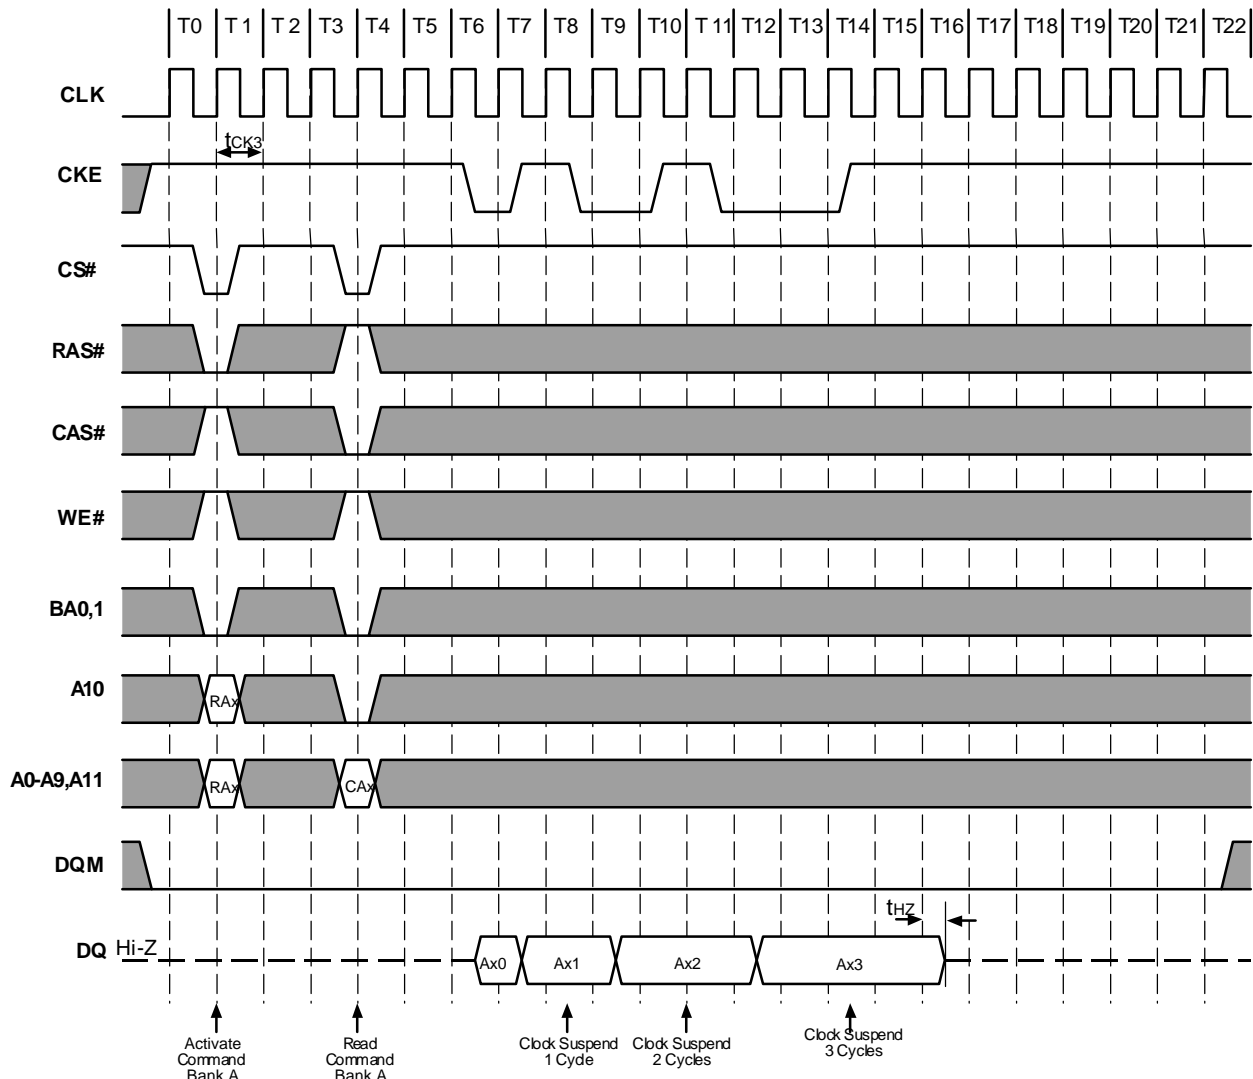 T0 T 1 T 2 T3 T4 T5 T6 T7 T8 T9 T10 T 11 T12 T13 T14 T15 T16 T17 T18 T19 T20 T21 T22
CLK
tCK3
CKE
CS#
RAS#
CAS#
WE#
BA0,1
A10
RAx
A0-A9,A11
RAx CAx
DQM
tHZ
DQ Hi-Z
Ax0 Ax1 Ax2 Ax3
Activate
Command
Bank A
Read
Command
Bank A
Clock Suspend
1 Cycle
Clock Suspend
2 Cycles
Clock Suspend
3 Cycles